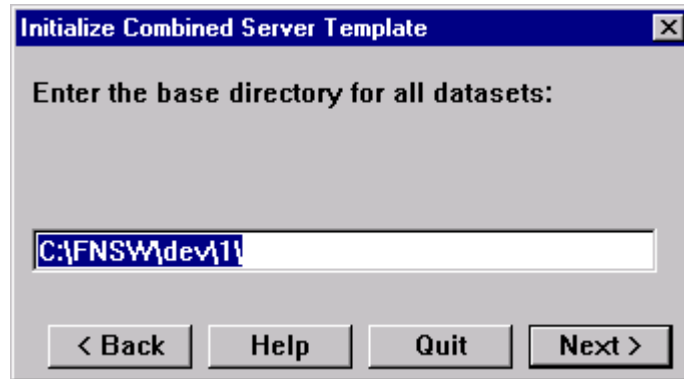 Initialize Combined Server Template
Enter the base directory for all datasets:
C:\FNSW\dev\1\
< Back Help Quit Next >